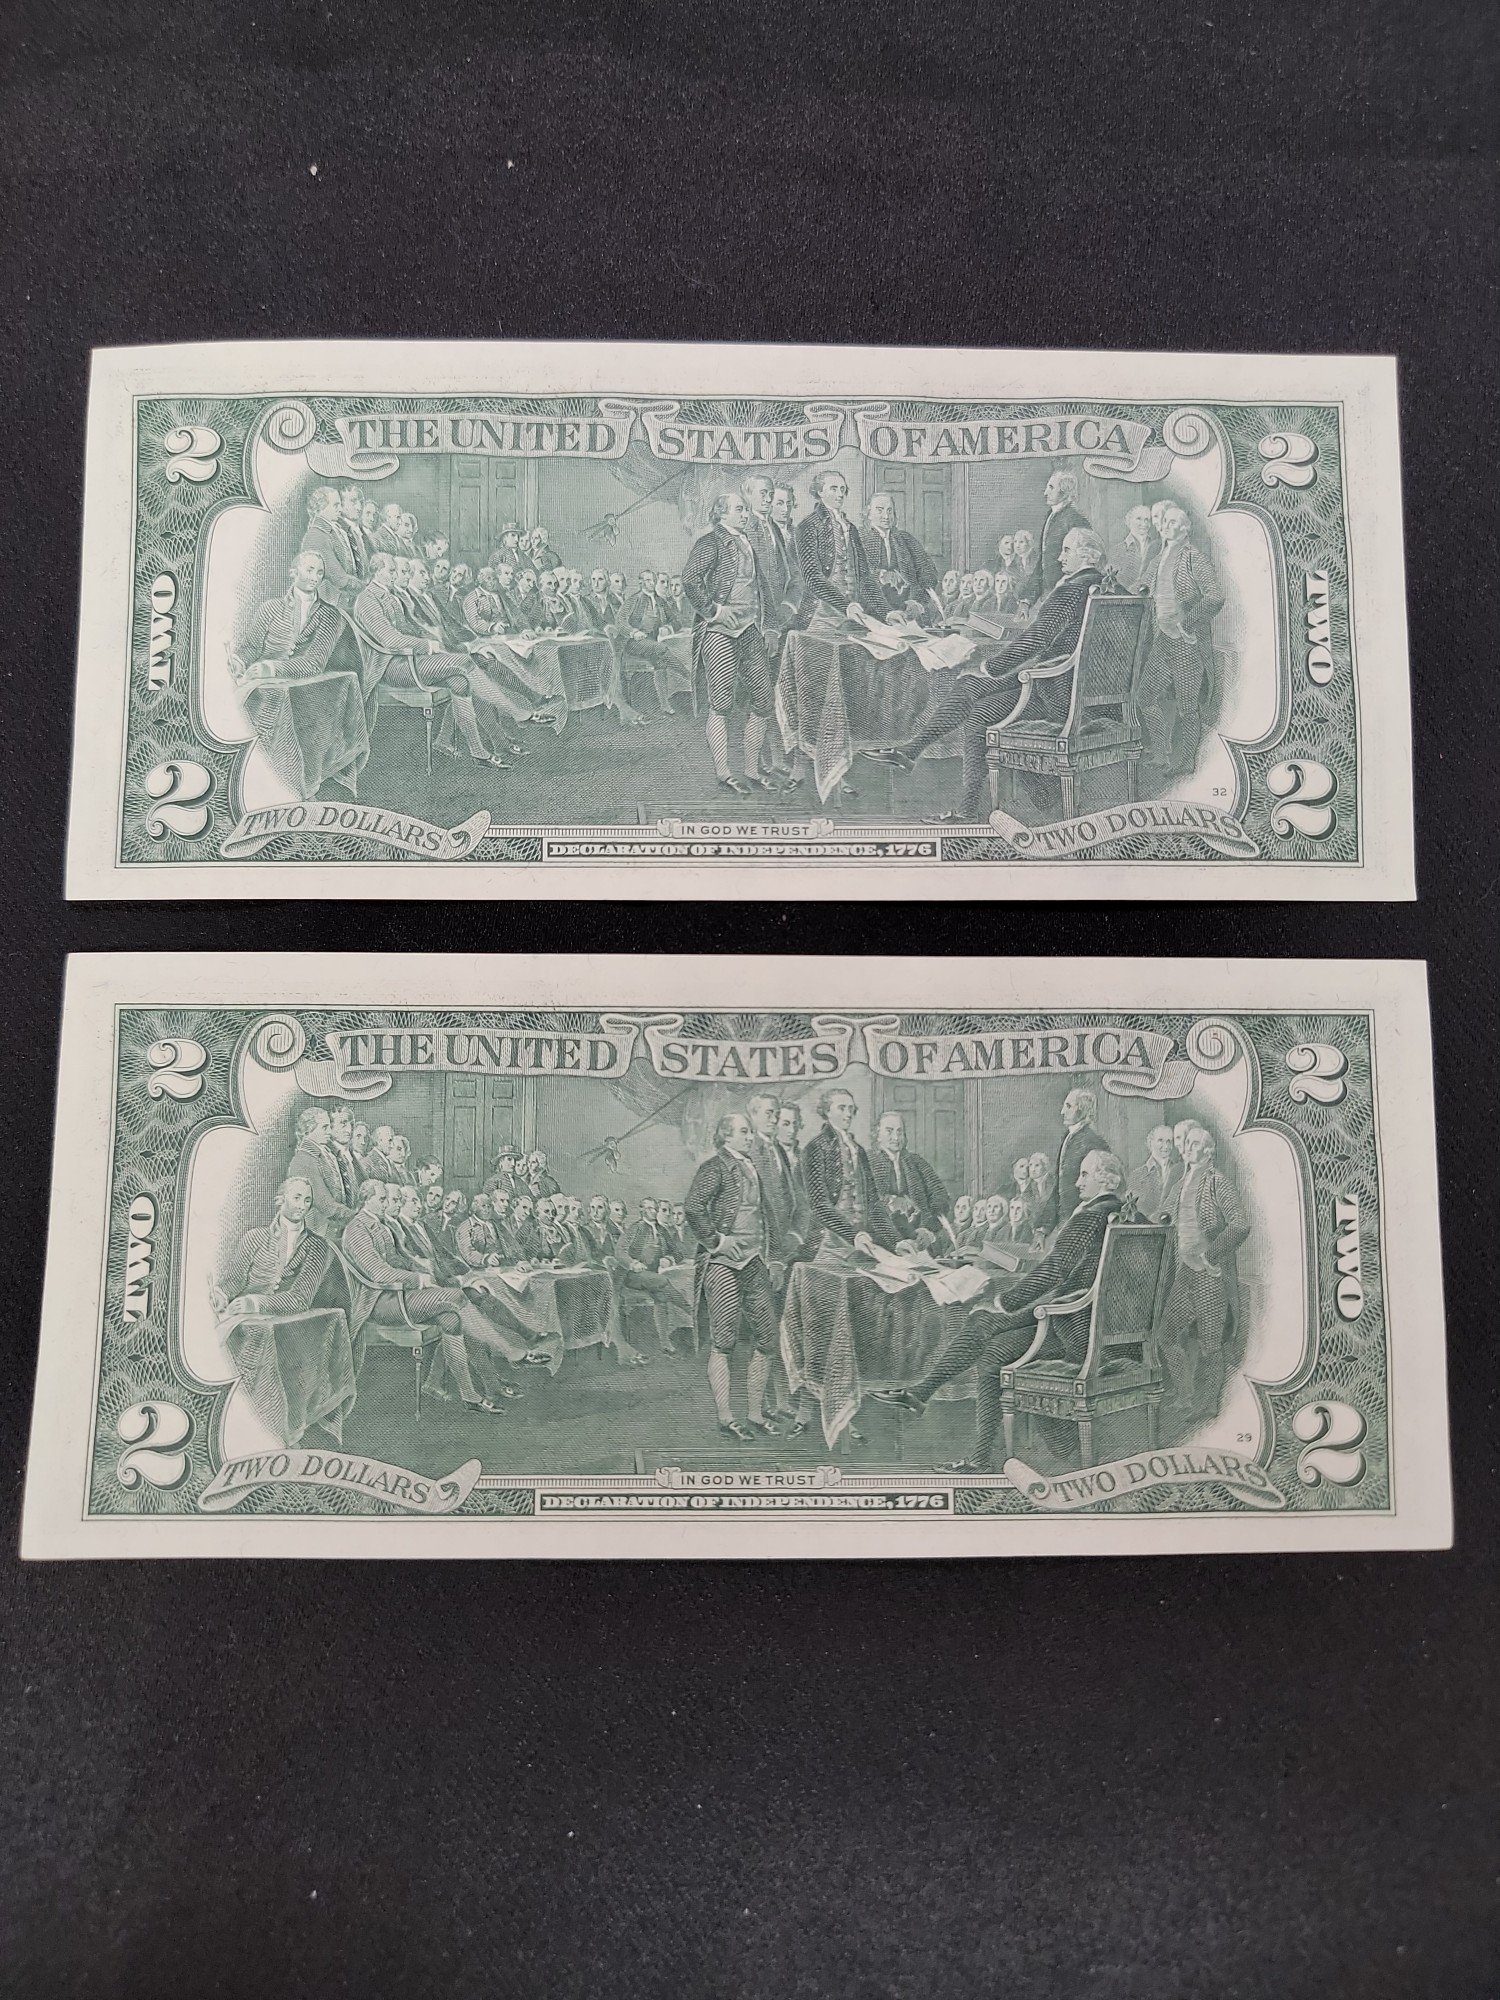 THE UNITED STATES OF AMERICA
2 2
TWO TWO
32
2 2
TWO DOLLARS IN GOD WE TRUST TWO DOLLARS
DECLARATION OF INDEPENDENCE, 1776
THE UNITED STATES OF AMERICA
2 2
TWO TWO
29
2 2
TWO DOLLARS IN GOD WE TRUST TWO DOLLARS
DECLARATION OF INDEPENDENCE, 1776